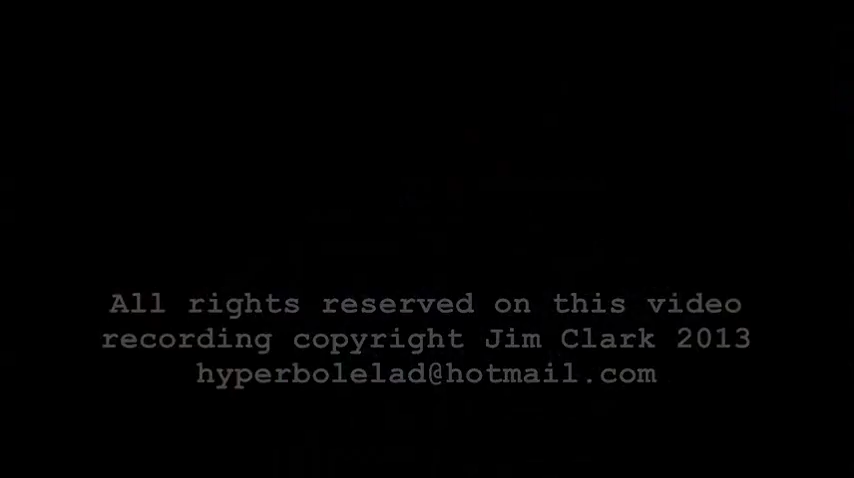 All rights reserved on this video
recording copyright Jim Clark 2013
hyperbolelad@hotmail.com